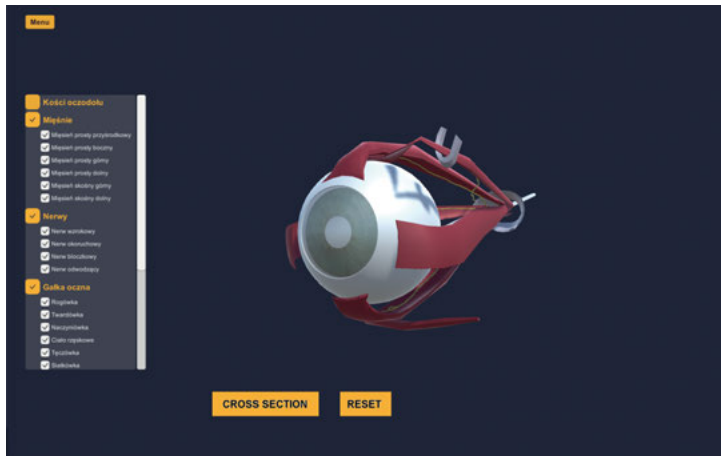 Menu
Kości oczodołu
Mięśnie
Mięsień prosty przyśrodkowy
Mięsień prosty boczny
Mięsień prosty górny
Mięsień prosty dolny
Mięsień skośny górny
Mięsień skośny dolny
Nerwy
Nerw wzrokowy
Nerw okoruchowy
Nerw bloczkowy
Nerw odwodzący
Gałka oczna
Rogówka
Twardówka
Naczyniówka
Ciało rzęskowe
Tęczówka
Siatkówka
CROSS SECTION
RESET